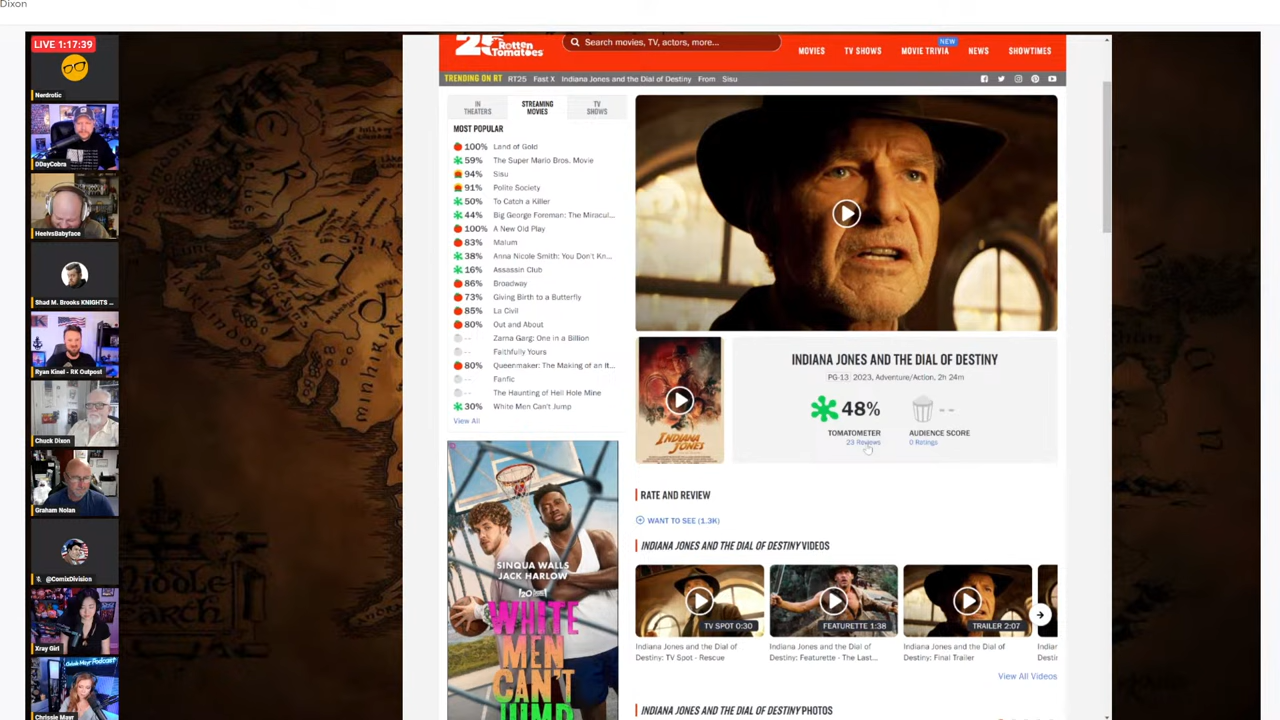 Dixon
LIVE 1:17:39
Nerdrotic
DDayCobra
HeelvsBabyface
Shad M. Brooks KNIGHTS ...
Ryan Kinel - RK Outpost
Chuck Dixon
Graham Nolan
@ComixDivision
Xray Girl
Chrissie Mayr
MIDDLE
EARTH
25 Rotten
Tomatoes
Search movies, TV, actors, more...
MOVIES TV SHOWS MOVIE TRIVIA NEW NEWS SHOWTIMES
TRENDING ON RT RT25 Fast X Indiana Jones and the Dial of Destiny From Sisu
IN THEATERS
STREAMING MOVIES
TV SHOWS
MOST POPULAR
100% Land of Gold
59% The Super Mario Bros. Movie
94% Sisu
91% Polite Society
50% To Catch a Killer
44% Big George Foreman: The Miracul...
100% A New Old Play
83% Malum
38% Anna Nicole Smith: You Don't Kn...
16% Assassin Club
86% Broadway
73% Giving Birth to a Butterfly
85% La Civil
80% Out and About
-- Zarna Garg: One in a Billion
-- Faithfully Yours
80% Queenmaker: The Making of an It...
-- Fanfic
-- The Haunting of Hell Hole Mine
30% White Men Can't Jump
View All
SINQUA WALLS
JACK HARLOW
WHITE
MEN
CAN'T
JUMP
INDIANA
JONES
INDIANA JONES AND THE DIAL OF DESTINY
PG-13 2023, Adventure/Action, 2h 24m
48% --
TOMATOMETER AUDIENCE SCORE
23 Reviews 0 Ratings
RATE AND REVIEW
WANT TO SEE (1.3K)
INDIANA JONES AND THE DIAL OF DESTINY VIDEOS
TV SPOT 0:30
FEATURETTE 1:38
TRAILER 2:07
Indiana Jones and the Dial of
Destiny: TV Spot - Rescue
Indiana Jones and the Dial of
Destiny: Featurette - The Last...
Indiana Jones and the Dial of
Destiny: Final Trailer
View All Videos
INDIANA JONES AND THE DIAL OF DESTINY PHOTOS